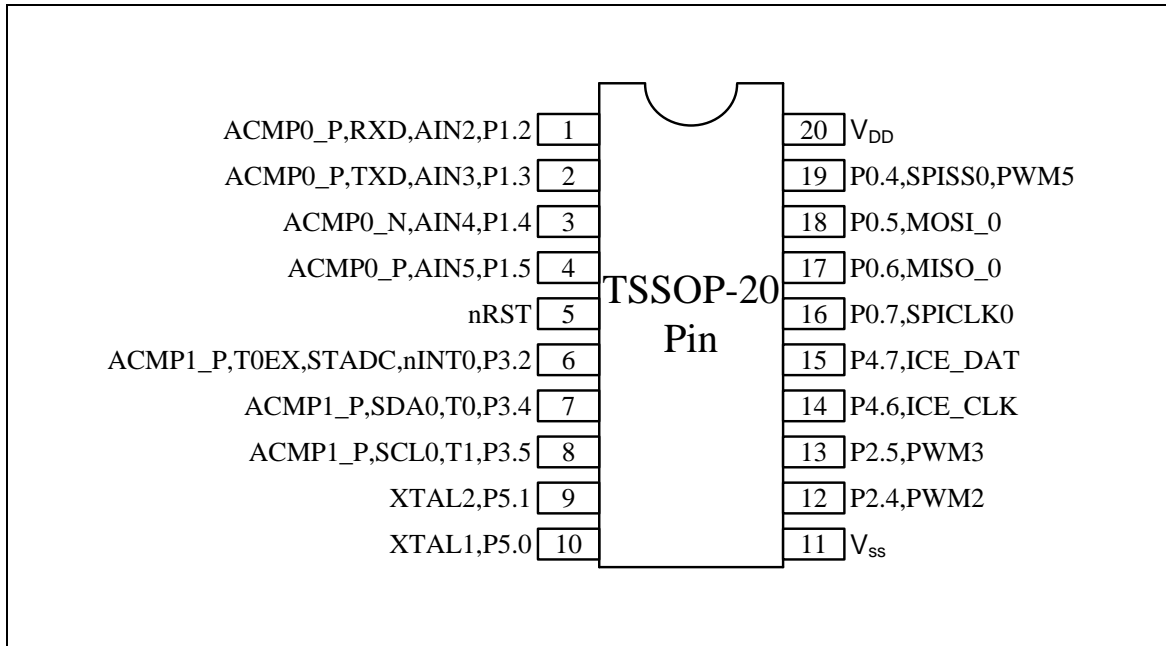 ACMP0_P,RXD,AIN2,P1.2 1 20 VDD
ACMP0_P,TXD,AIN3,P1.3 2 19 P0.4,SPISS0,PWM5
ACMP0_N,AIN4,P1.4 3 18 P0.5,MOSI_0
ACMP0_P,AIN5,P1.5 4 17 P0.6,MISO_0
TSSOP-20
nRST 5 16 P0.7,SPICLK0
Pin
ACMP1_P,T0EX,STADC,nINT0,P3.2 6 15 P4.7,ICE_DAT
ACMP1_P,SDA0,T0,P3.4 7 14 P4.6,ICE_CLK
ACMP1_P,SCL0,T1,P3.5 8 13 P2.5,PWM3
XTAL2,P5.1 9 12 P2.4,PWM2
XTAL1,P5.0 10 11 Vss